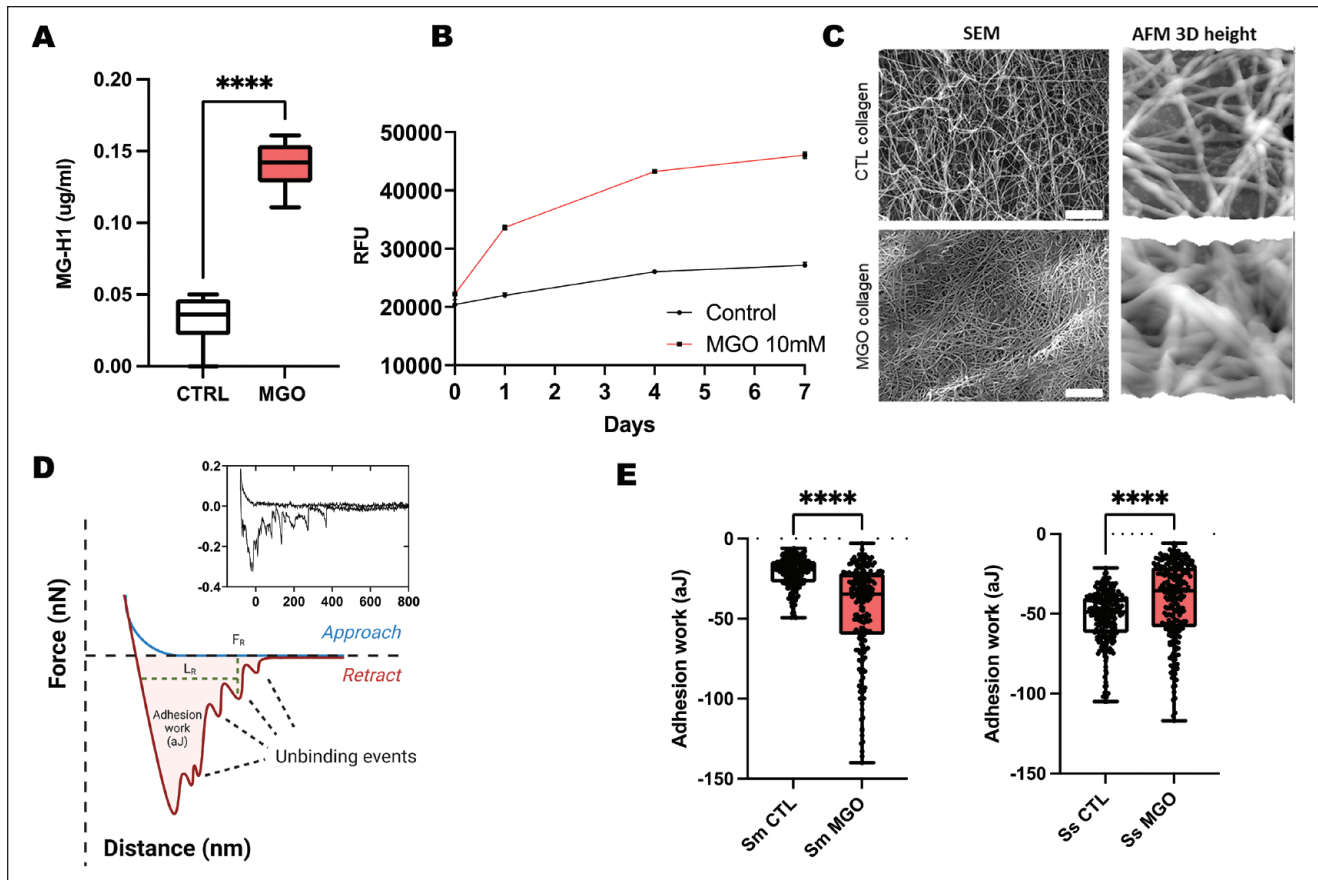 A
****
MG-H1 (ug/ml)
0.20
0.15
0.10
0.05
0.00
CTRL MGO
B
RFU
50000
40000
30000
20000
10000
Control
MGO 10mM
0 1 2 3 4 5 6 7
Days
C
SEM
AFM 3D height
CTL collagen
MGO collagen
D
0.2
0.0
-0.2
-0.4
0 200 400 600 800
Force (nN)
Approach
FR
LR
Retract
Adhesion
work
(aJ)
Unbinding events
Distance (nm)
E
****
Adhesion work (aJ)
0
-50
-100
-150
Sm CTL
Sm MGO
****
Adhesion work (aJ)
0
-50
-100
-150
Ss CTL
Ss MGO